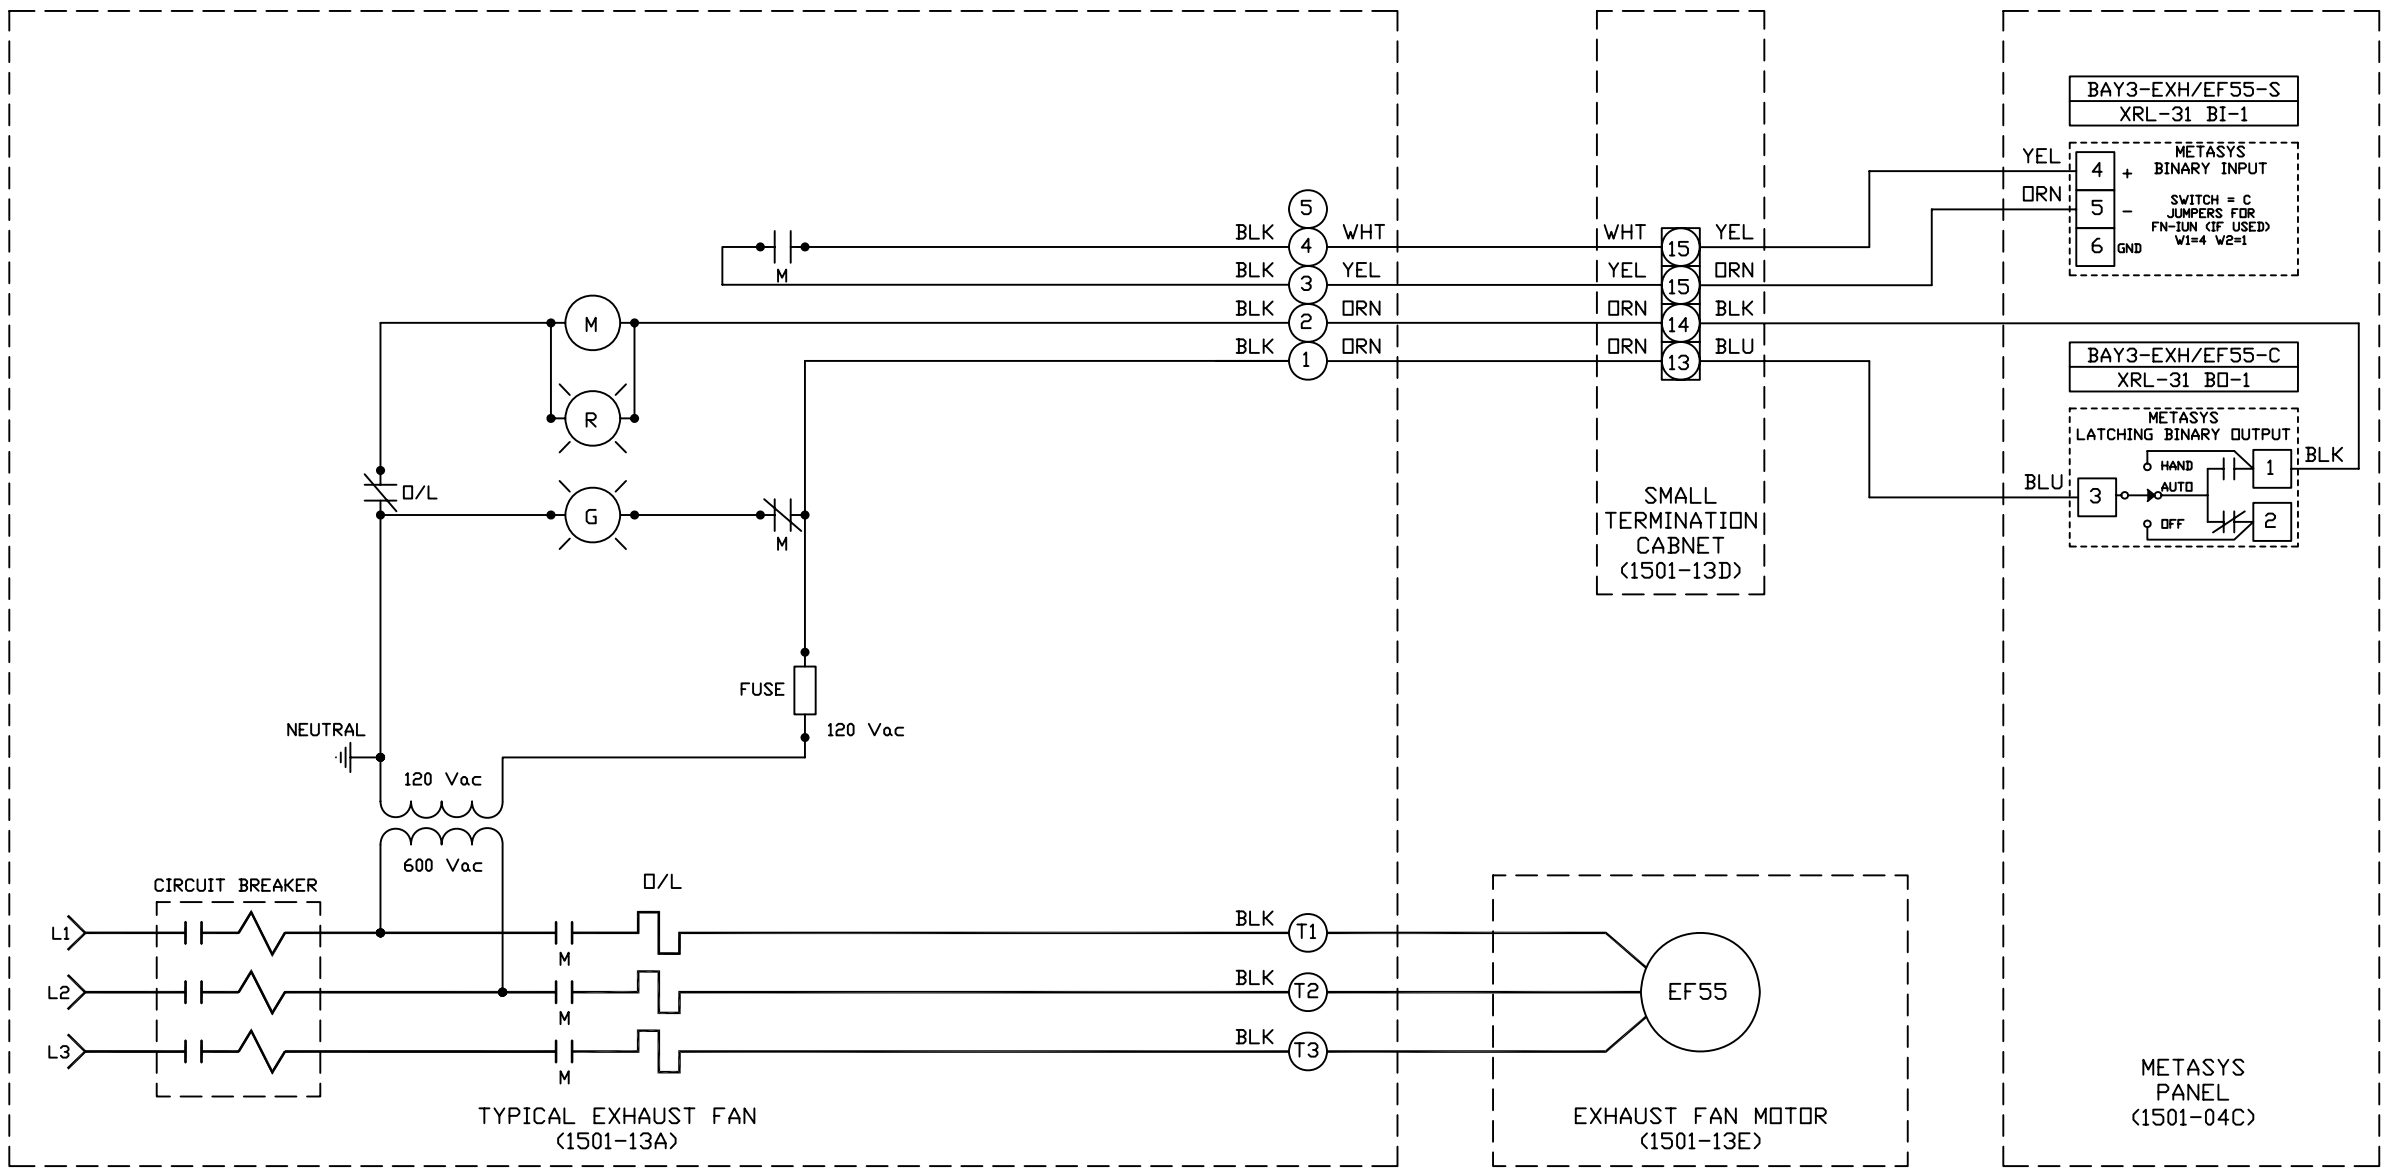 BAY3-EXH/EF55-S
XRL-31 BI-1
METASYS
BINARY INPUT
SWITCH = C
JUMPERS FOR
FN-IUN (IF USED)
W1=4 W2=1
YEL 4 +
ORN 5 -
6 GND
5
BLK 4 WHT WHT 15 YEL
M
BLK 3 YEL YEL 15 ORN
M BLK 2 ORN ORN 14 BLK
BLK 1 ORN ORN 13 BLU
R
BAY3-EXH/EF55-C
XRL-31 BO-1
METASYS
LATCHING BINARY OUTPUT
HAND 1 BLK
BLU 3 AUTO
OFF 2
O/L
G
M
SMALL
TERMINATION
CABNET
(1501-13D)
FUSE
NEUTRAL
120 Vac
120 Vac
600 Vac
CIRCUIT BREAKER
O/L
L1 M BLK T1
L2 M BLK T2 EF55
L3 M BLK T3
TYPICAL EXHAUST FAN
(1501-13A)
EXHAUST FAN MOTOR
(1501-13E)
METASYS
PANEL
(1501-04C)